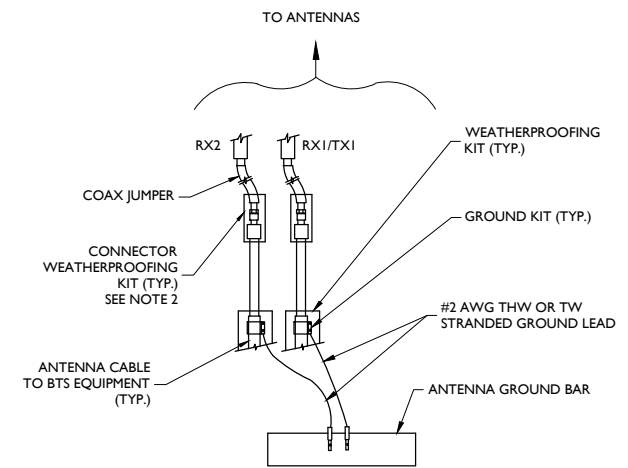 TO ANTENNAS
RX2
RX1/TX1
WEATHERPROOFING
KIT (TYP.)
COAX JUMPER
GROUND KIT (TYP.)
CONNECTOR
WEATHERPROOFING
KIT (TYP.)
SEE NOTE 2
#2 AWG THW OR TW
STRANDED GROUND LEAD
ANTENNA CABLE
TO BTS EQUIPMENT
(TYP.)
ANTENNA GROUND BAR